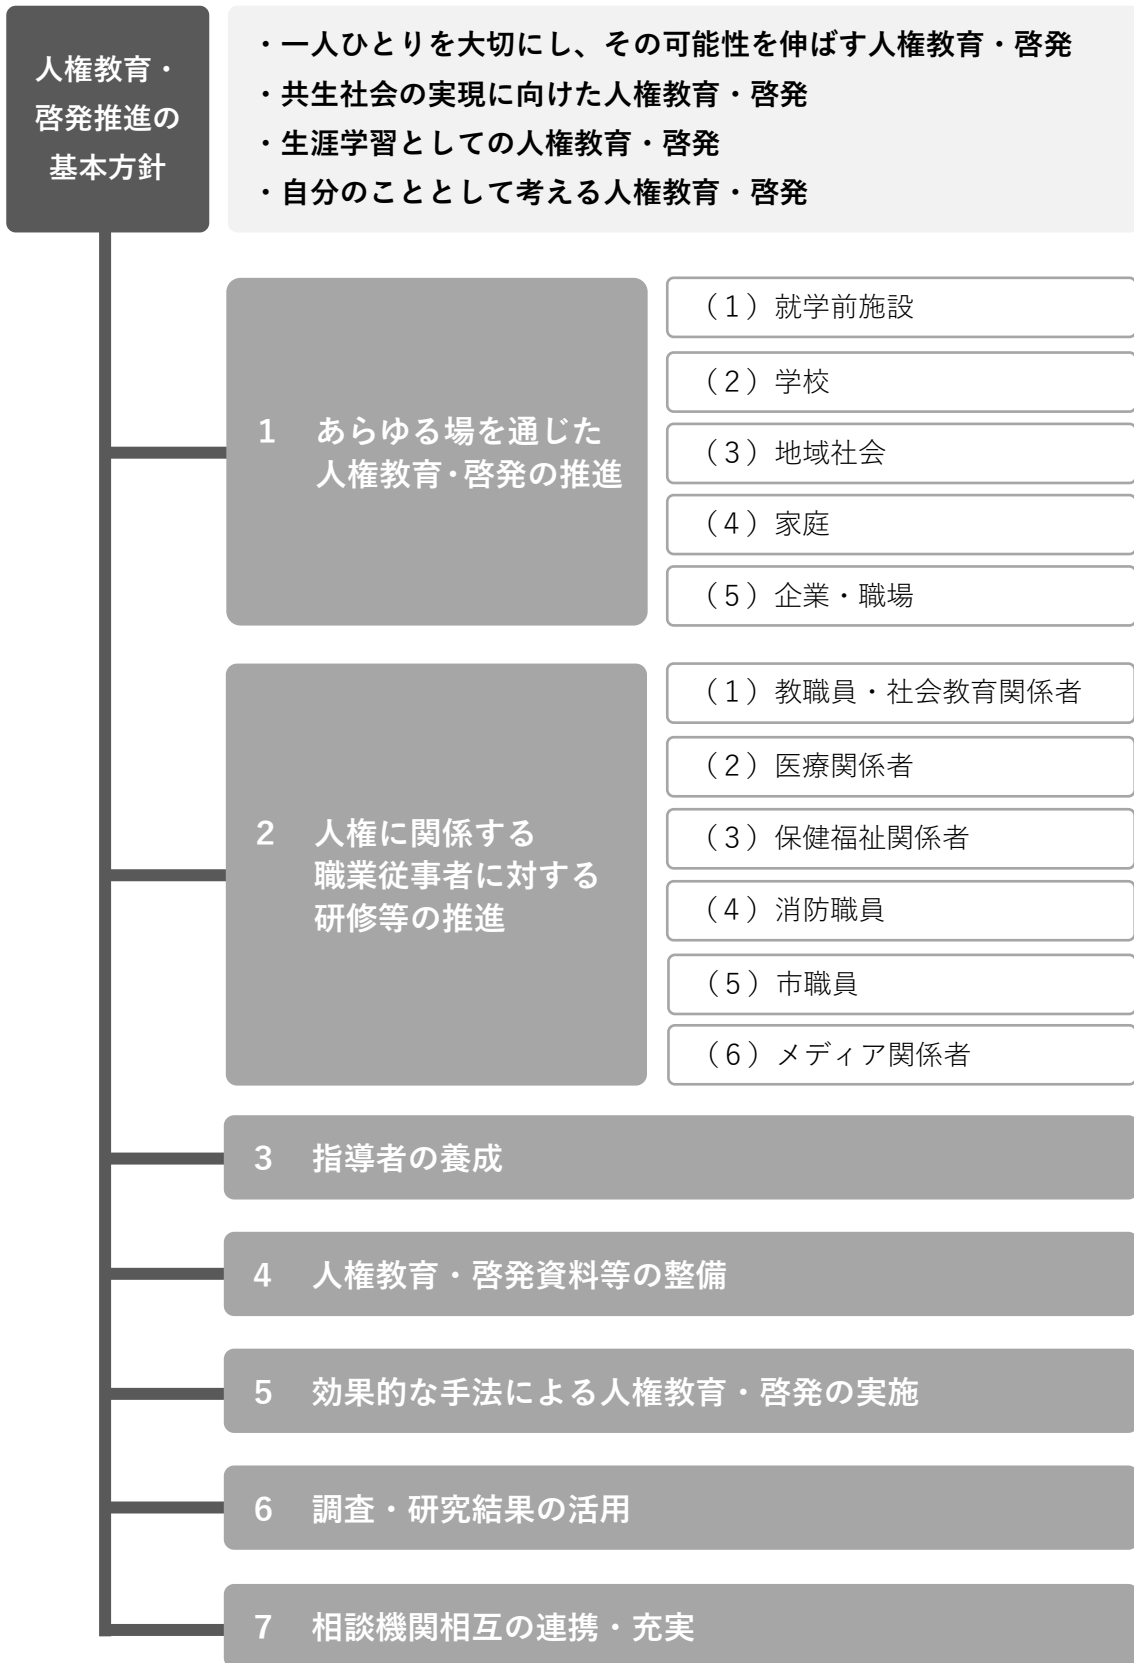 人権教育・
啓発推進の
基本方針
・一人ひとりを大切にし、その可能性を伸ばす人権教育・啓発
・共生社会の実現に向けた人権教育・啓発
・生涯学習としての人権教育・啓発
・自分のこととして考える人権教育・啓発
1　あらゆる場を通じた
人権教育・啓発の推進
（1）就学前施設
（2）学校
（3）地域社会
（4）家庭
（5）企業・職場
2　人権に関係する
職業従事者に対する
研修等の推進
（1）教職員・社会教育関係者
（2）医療関係者
（3）保健福祉関係者
（4）消防職員
（5）市職員
（6）メディア関係者
3　指導者の養成
4　人権教育・啓発資料等の整備
5　効果的な手法による人権教育・啓発の実施
6　調査・研究結果の活用
7　相談機関相互の連携・充実